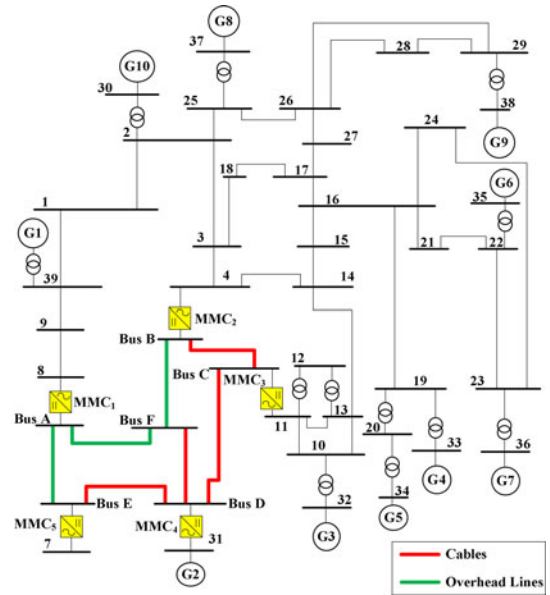 G8
37
G10
30
2
25
26
28
29
38
G9
27
24
18
17
G6
35
1
16
G1
3
15
21
22
39
4
14
9
MMC₂
Bus B
8
12
Bus C
MMC₃
MMC₁
19
23
Bus A
Bus F
11
13
20
10
33
36
Bus E
Bus D
32
34
G4
G7
MMC₅
MMC₄
31
G3
G5
7
G2
Cables
Overhead Lines